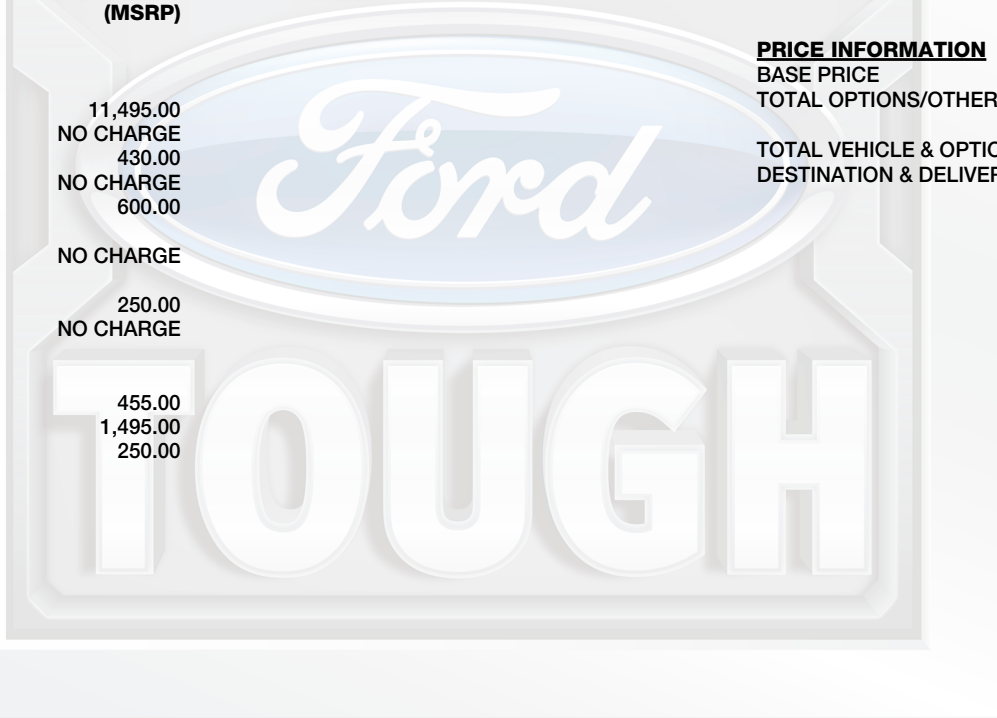 (MSRP)
11,495.00
NO CHARGE
430.00
NO CHARGE
600.00
NO CHARGE
250.00
NO CHARGE
455.00
1,495.00
250.00
PRICE INFORMATION
BASE PRICE
TOTAL OPTIONS/OTHER
TOTAL VEHICLE & OPTIO
DESTINATION & DELIVER
Ford
TOUGH